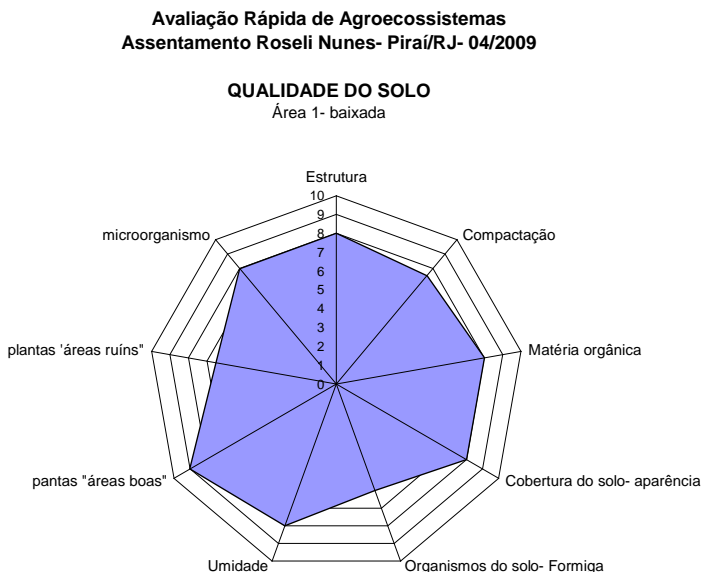 Avaliação Rápida de Agroecossistemas
Assentamento Roseli Nunes- Piraí/RJ- 04/2009
QUALIDADE DO SOLO
Área 1- baixada
Estrutura
10
9
8
7
6
5
4
3
2
1
0
microorganismo
Compactação
plantas 'áreas ruíns"
Matéria orgânica
pantas "áreas boas"
Cobertura do solo- aparência
Umidade
Organismos do solo- Formiga